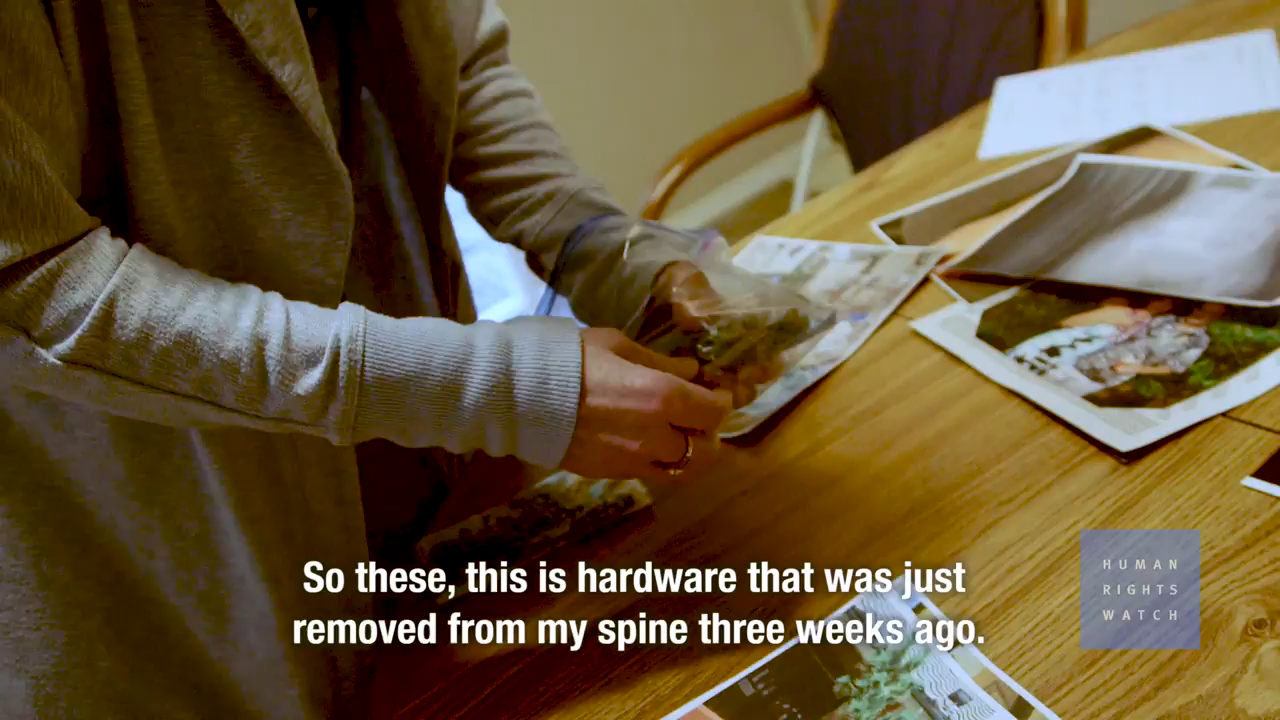 So these, this is hardware that was just
removed from my spine three weeks ago.
HUMAN
RIGHTS
WATCH